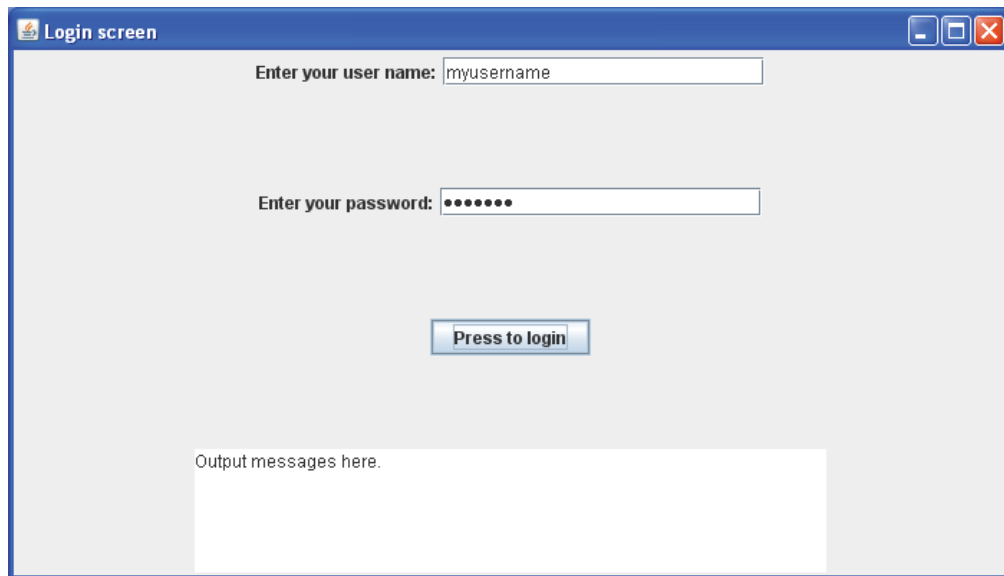 Login screen
Enter your user name: myusername
Enter your password: •••••••
Press to login
Output messages here.